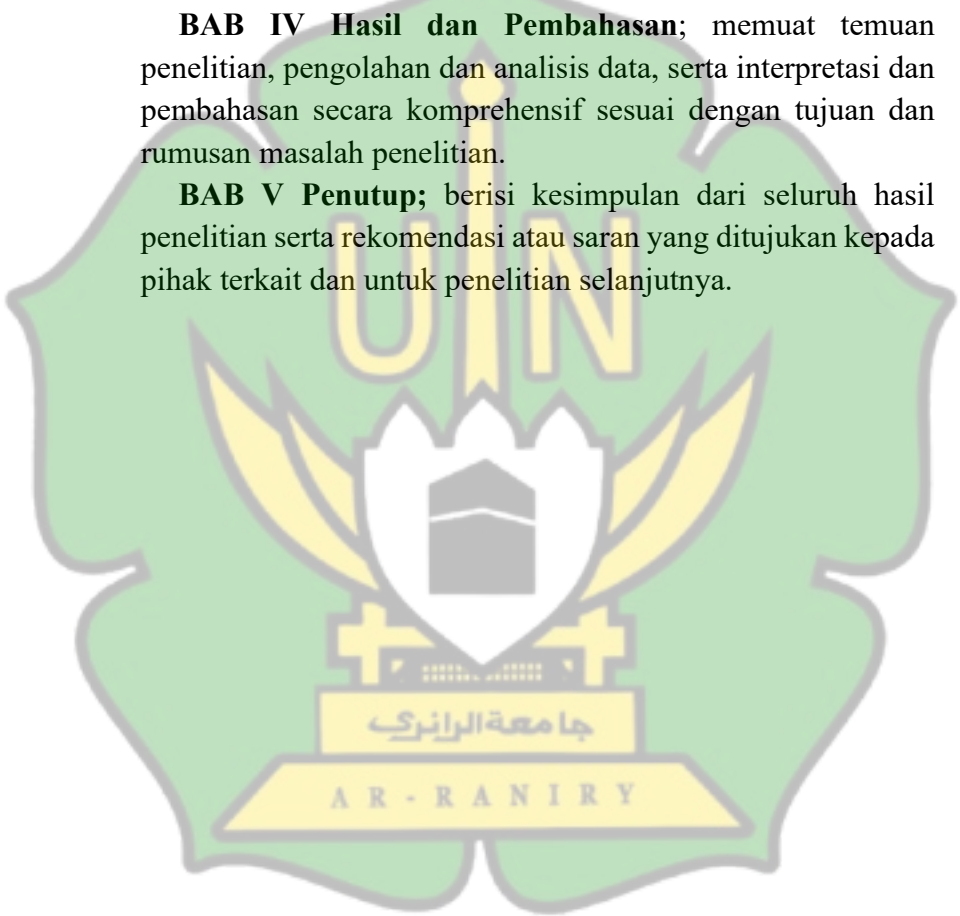 BAB IV Hasil dan Pembahasan; memuat temuan
penelitian, pengolahan dan analisis data, serta interpretasi dan
pembahasan secara komprehensif sesuai dengan tujuan dan
rumusan masalah penelitian.
BAB V Penutup; berisi kesimpulan dari seluruh hasil
penelitian serta rekomendasi atau saran yang ditujukan kepada
pihak terkait dan untuk penelitian selanjutnya.
UIN
جامعة الرانري
AR-RANIRY